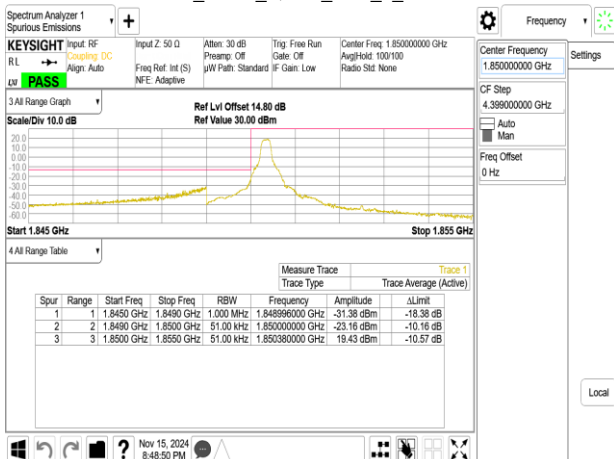 Spectrum Analyzer 1
Spurious Emissions
Frequency
KEYSIGHT
RL
PASS
Input: RF
Coupling: DC
Align: Auto
Input Z: 50 Ω
Freq Ref: Int (S)
NFE: Adaptive
Atten: 30 dB
Preamp: Off
µW Path: Standard
Trig: Free Run
Gate: Off
IF Gain: Low
Center Freq: 1.850000000 GHz
Avg|Hold: 100/100
Radio Std: None
Center Frequency
1.850000000 GHz
Settings
CF Step
4.399000000 GHz
Auto
Man
Freq Offset
0 Hz
3 All Range Graph
Scale/Div 10.0 dB
Ref Lvl Offset 14.80 dB
Ref Value 30.00 dBm
20.0
10.0
0.00
-10.0
-20.0
-30.0
-40.0
-50.0
-60.0
Start 1.845 GHz Stop 1.855 GHz
4 All Range Table
Measure Trace Trace 1
Trace Type Trace Average (Active)
Spur Range Start Freq Stop Freq RBW Frequency Amplitude ΔLimit
1 1 1.8450 GHz 1.8490 GHz 1.000 MHz 1.848996000 GHz -31.38 dBm -18.38 dB
2 2 1.8490 GHz 1.8500 GHz 51.00 kHz 1.850000000 GHz -23.16 dBm -10.16 dB
3 3 1.8500 GHz 1.8550 GHz 51.00 kHz 1.850380000 GHz 19.43 dBm -10.57 dB
Local
?
Nov 15, 2024
8:48:50 PM